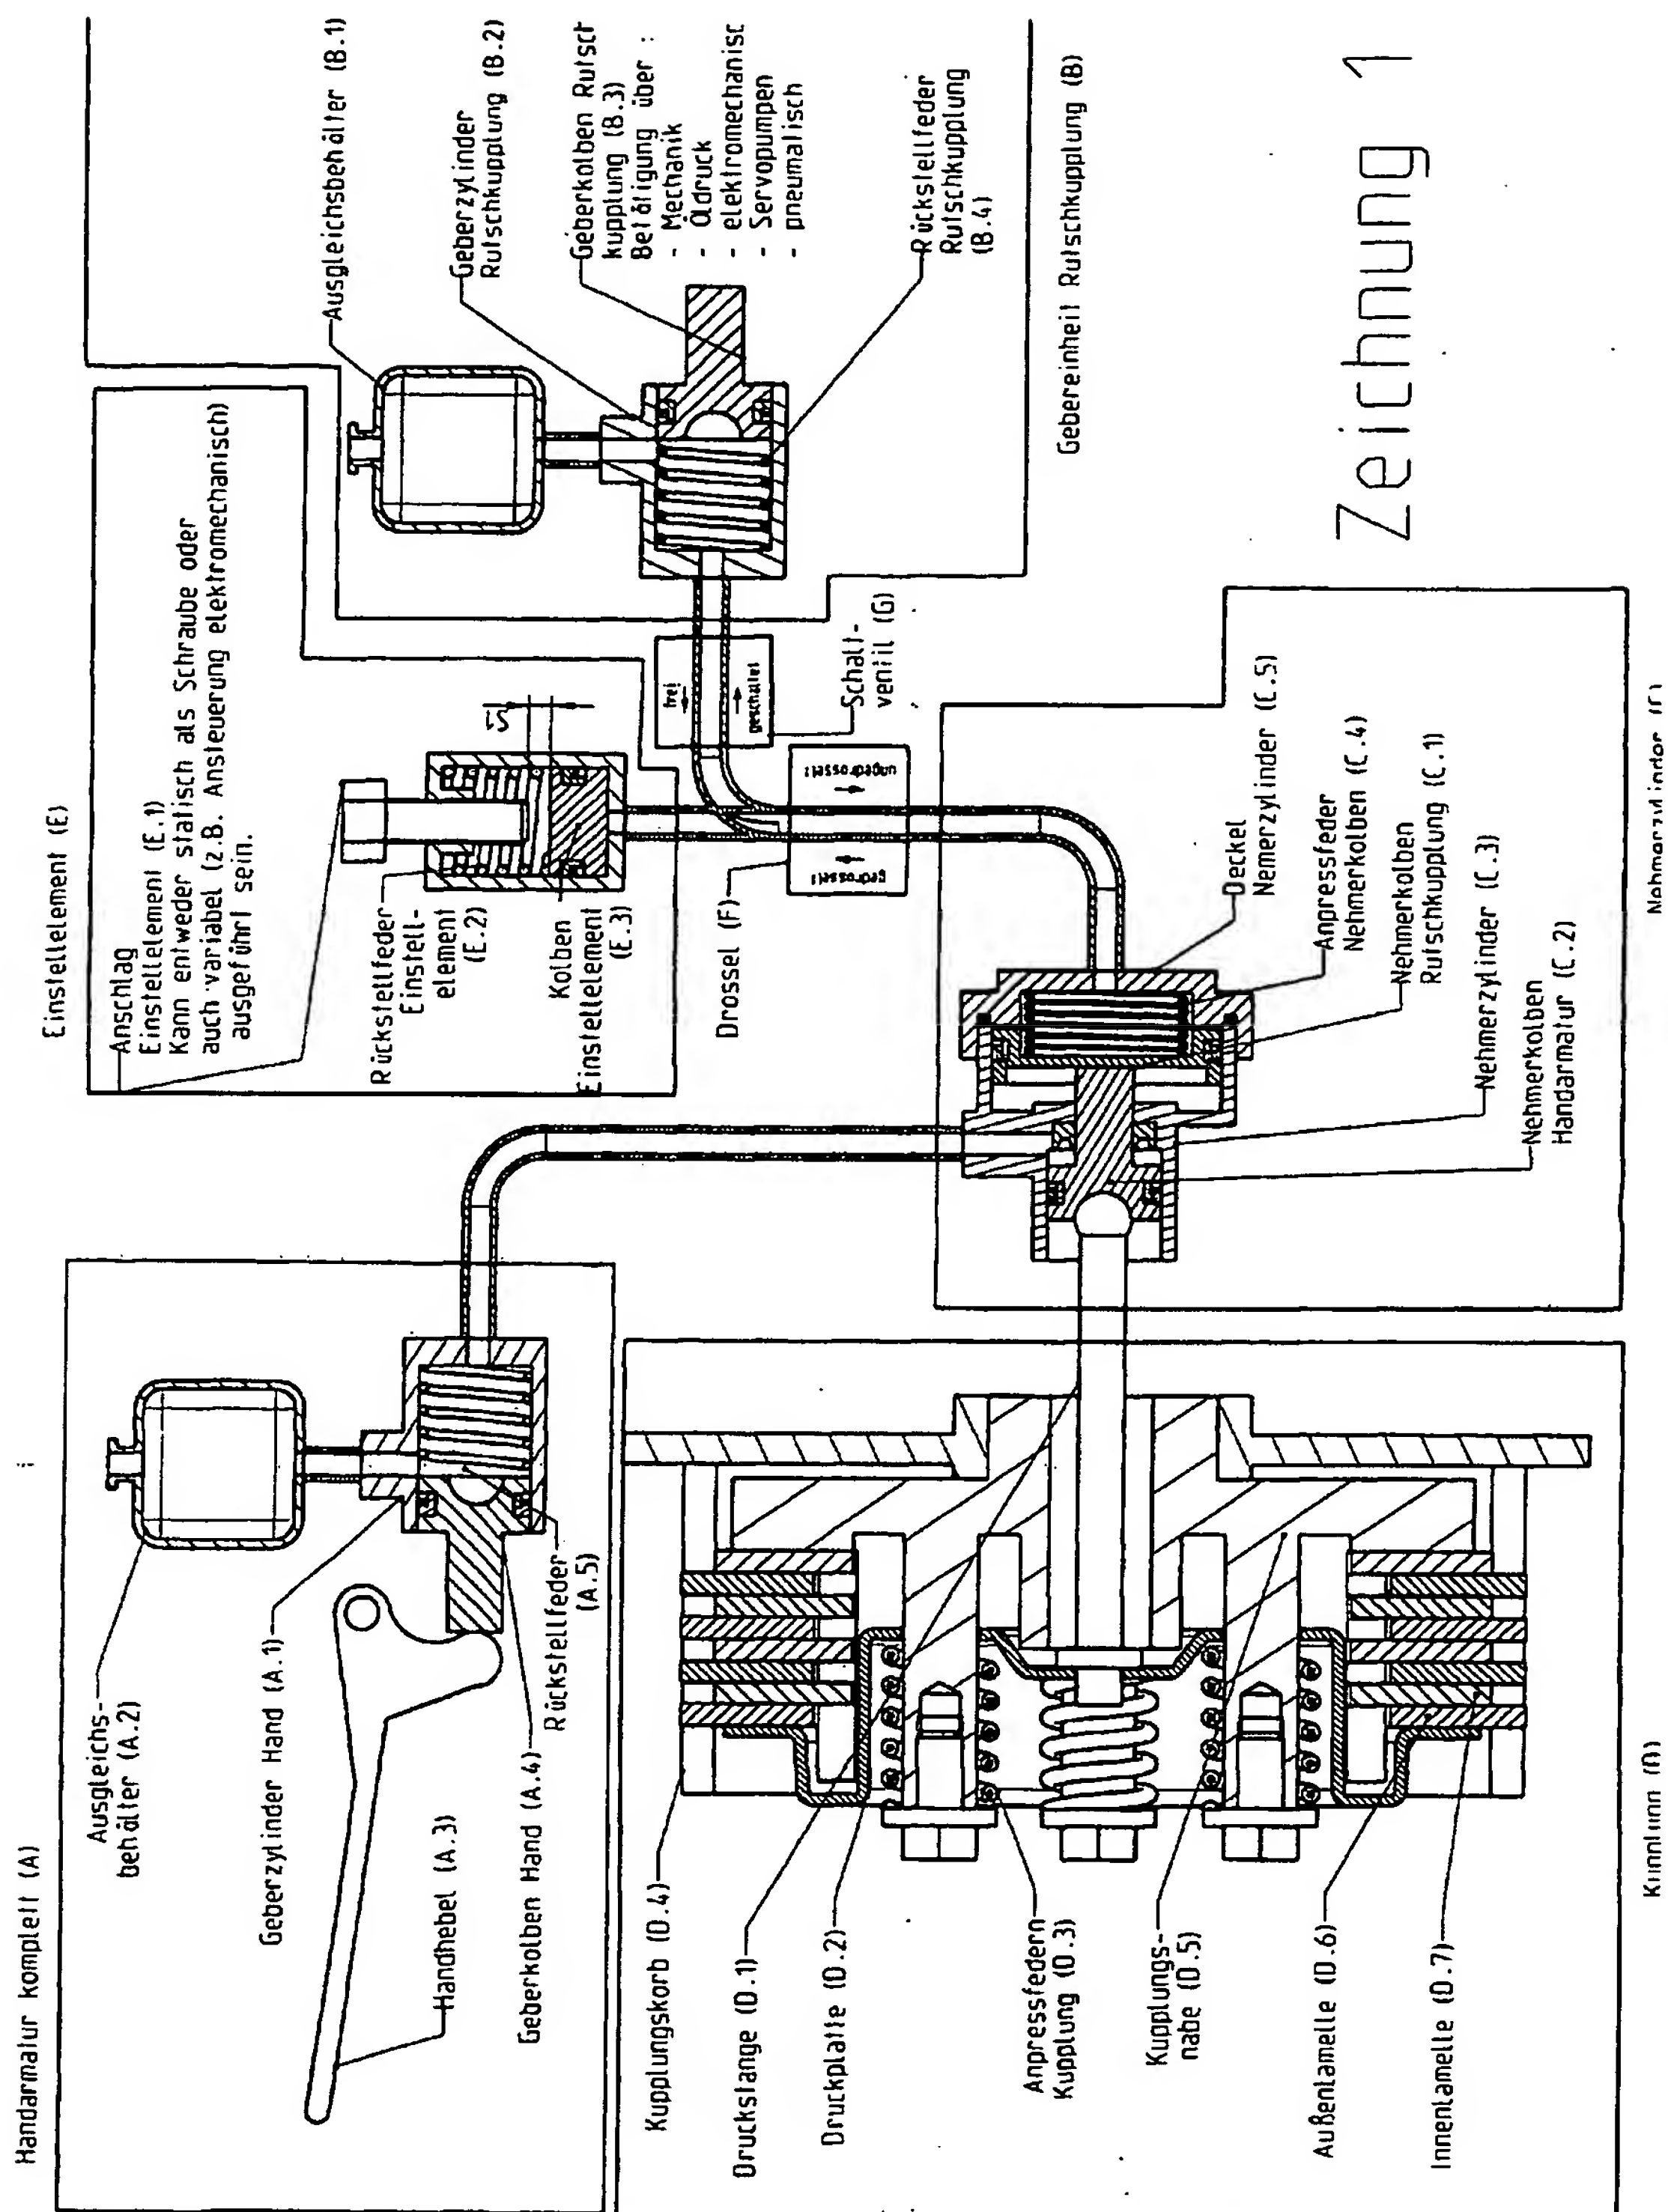 Handarmatur komplett (A)
Ausgleichs-
behälter (A.2)
Geberzylinder Hand (A.1)
Handhebel (A.3)
Geberkolben Hand (A.4)
Rückstellfeder
(A.5)
Einstellelement (E)
Anschlag
Einstellelement (E.1)
Kann entweder statisch als Schraube oder
auch variabel (z.B. Ansteuerung elektromechanisch)
ausgeführt sein.
Rückstellfeder
Einstell-
element
(E.2)
Kolben
Einstellelement
(E.3)
Drossel (F)
ungedrosselt
gedrosselt
frei
geschaltet
Schalt-
ventil (G)
Ausgleichsbehälter (B.1)
Geberzylinder
Rutschkupplung (B.2)
Geberkolben Rutsch
kupplung (B.3)
Betätigung über :
- Mechanik
- Öldruck
- elektromechanisc
- Servopumpen
- pneumatisch
Rückstellfeder
Rutschkupplung
(B.4)
Gebereinheit Rutschkupplung (B)
Deckel
Nemerzylinder (C.5)
Anpressfeder
Nehmerkolben (C.4)
Nehmerkolben
Rutschkupplung (C.1)
Nehmerzylinder (C.3)
Nehmerkolben
Handarmatur (C.2)
Nehmerzylinder (C)
Kupplungskorb (D.4)
Druckstange (D.1)
Druckplatte (D.2)
Anpressfedern
Kupplung (D.3)
Kupplungs-
nabe (D.5)
Außenlamelle (D.6)
Innenlamelle (D.7)
Zeichnung 1